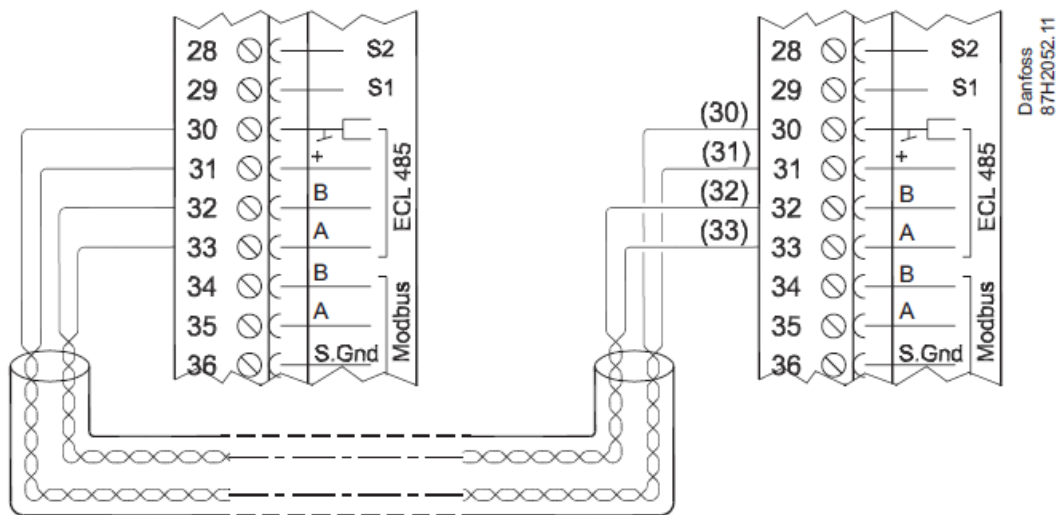 28 S2
29 S1
30
31 +
32 B
33 A
34 B
35 A
36 S.Gnd
ECL 485
Modbus
(30)
(31)
(32)
(33)
28 S2
29 S1
30
31 +
32 B
33 A
34 B
35 A
36 S.Gnd
ECL 485
Modbus
Danfoss
87H2052.11